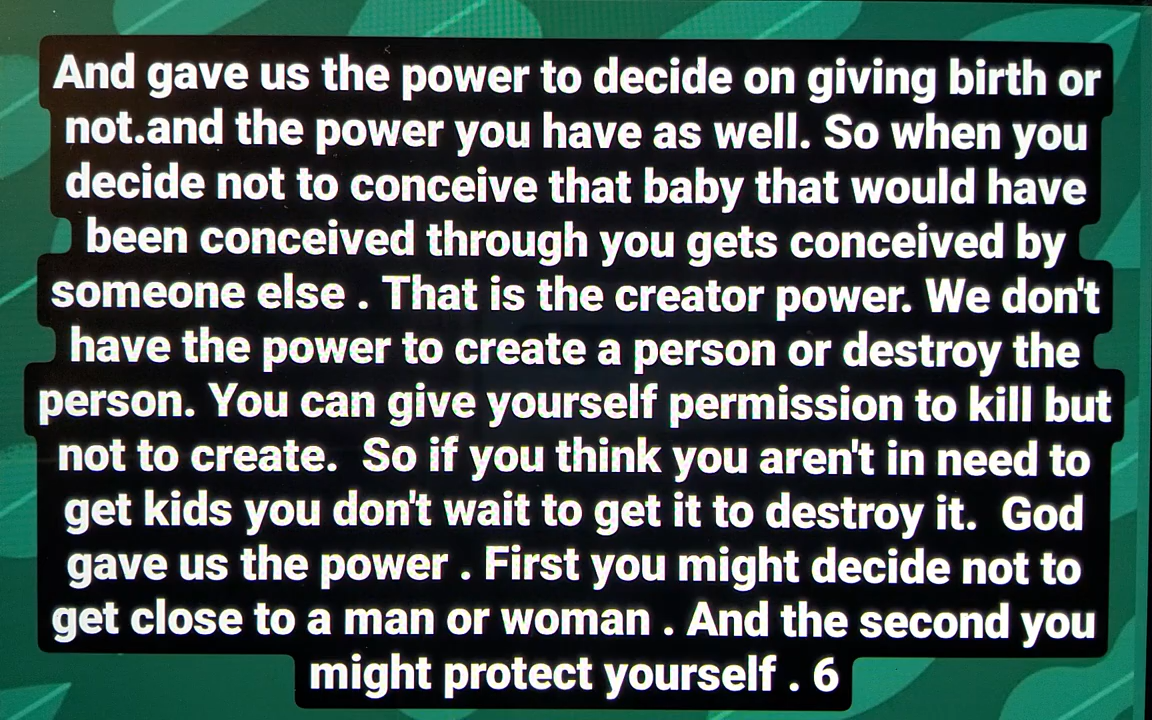 And gave us the power to decide on giving birth or
not.and the power you have as well. So when you
decide not to conceive that baby that would have
been conceived through you gets conceived by
someone else . That is the creator power. We don't
have the power to create a person or destroy the
person. You can give yourself permission to kill but
not to create.  So if you think you aren't in need to
get kids you don't wait to get it to destroy it.  God
gave us the power . First you might decide not to
get close to a man or woman . And the second you
might protect yourself . 6